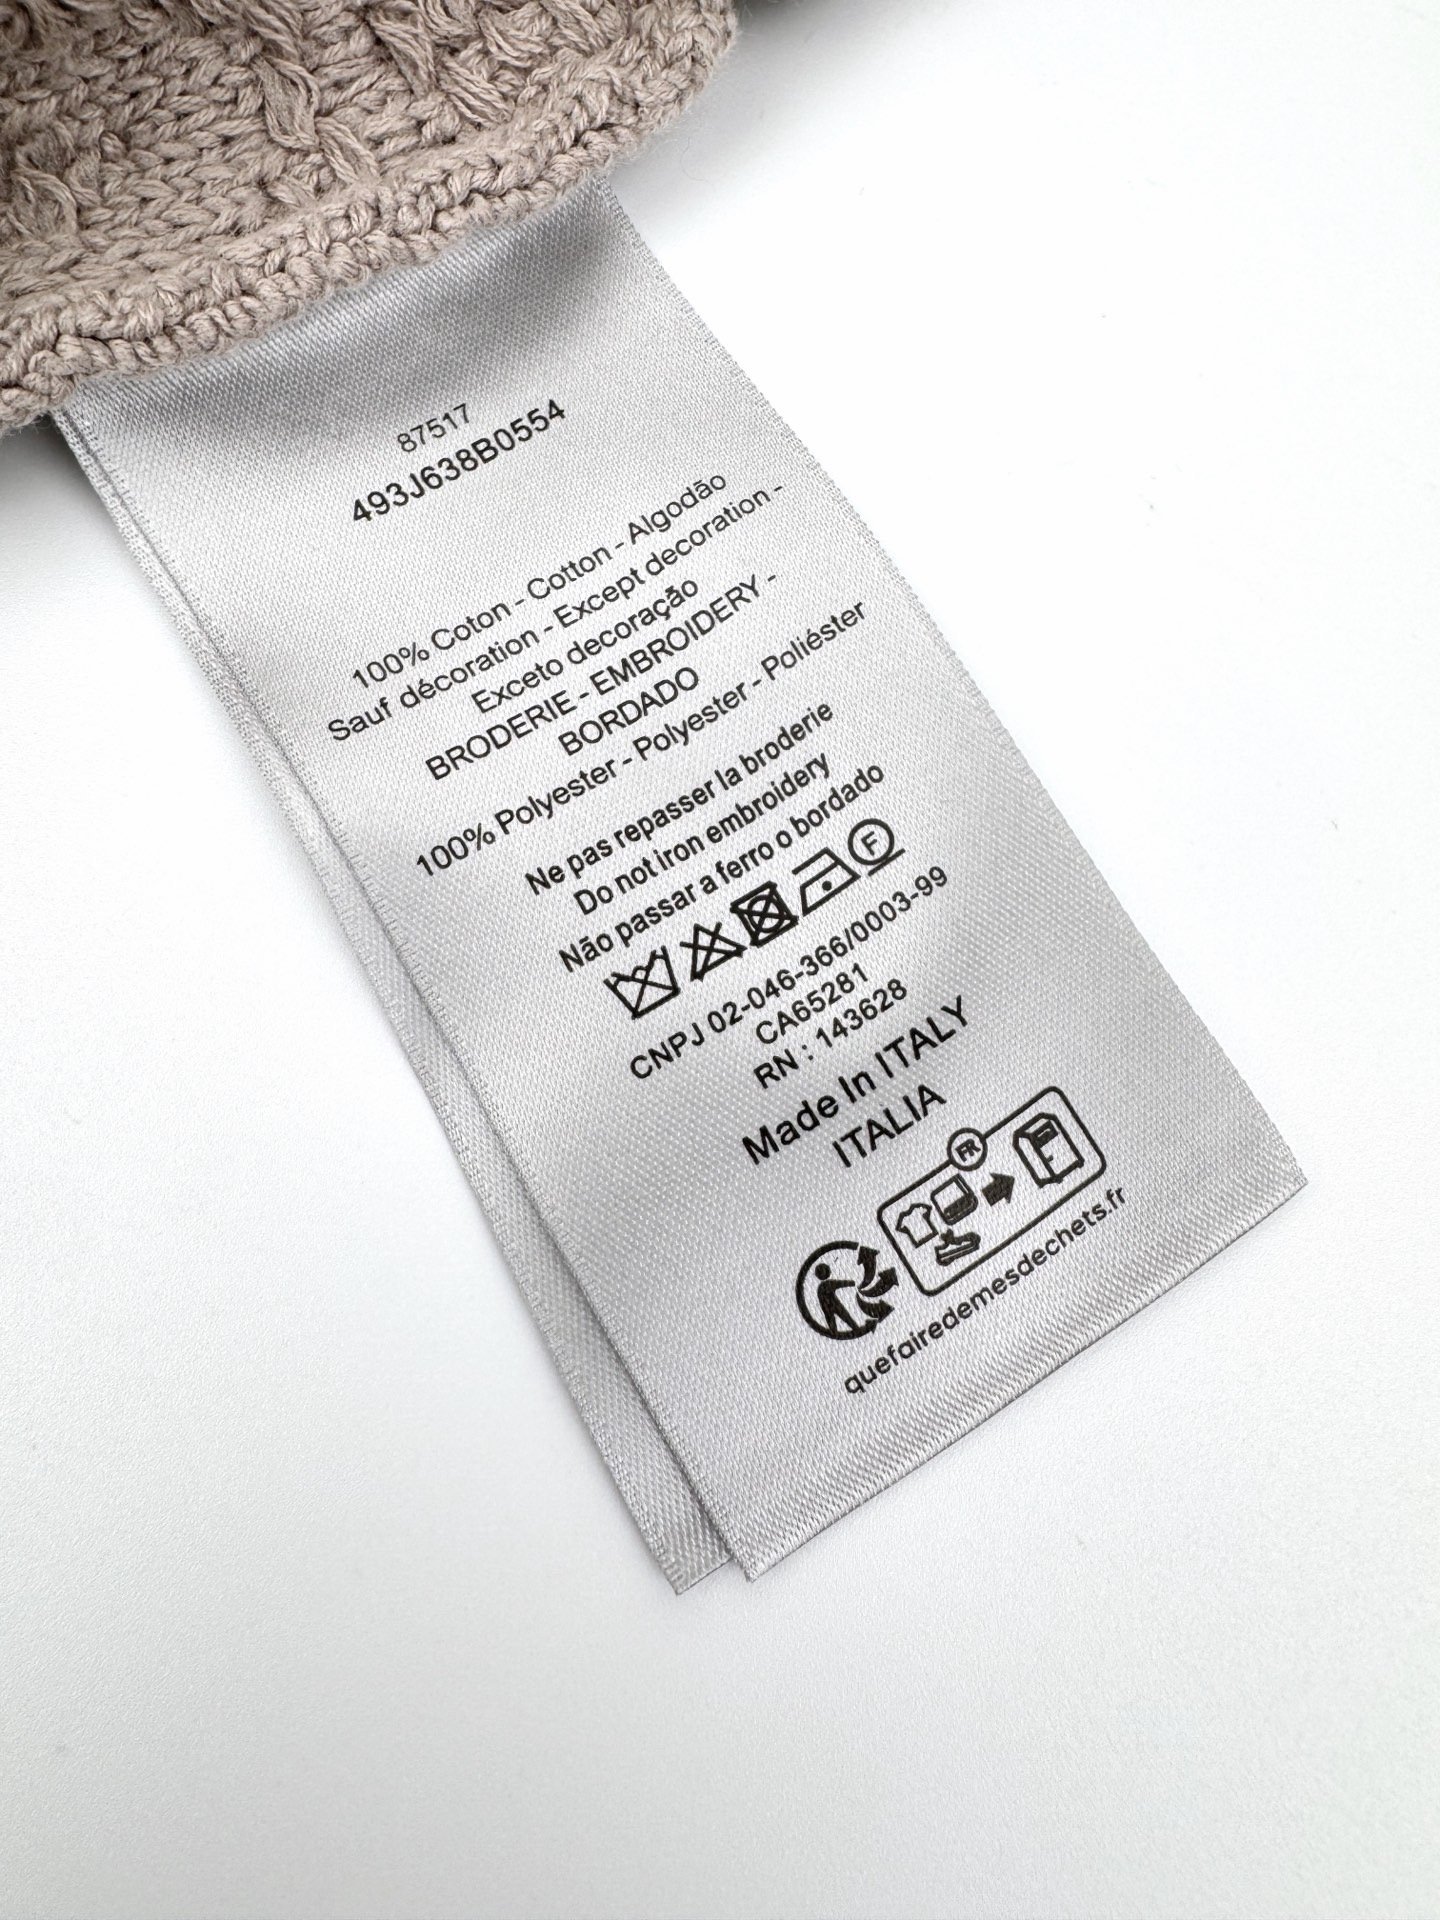 87517
493J638B0554
100% Coton - Cotton - Algodão
Sauf décoration - Except decoration -
Exceto decoração
BRODERIE - EMBROIDERY -
BORDADO
100% Polyester - Polyester - Poliéster
Ne pas repasser la broderie
Do not iron embroidery
Não passar a ferro o bordado
F
CNPJ 02-046-366/0003-99
CA65281
RN : 143628
Made In ITALY
ITALIA
FR
quefairedemesdechets.fr